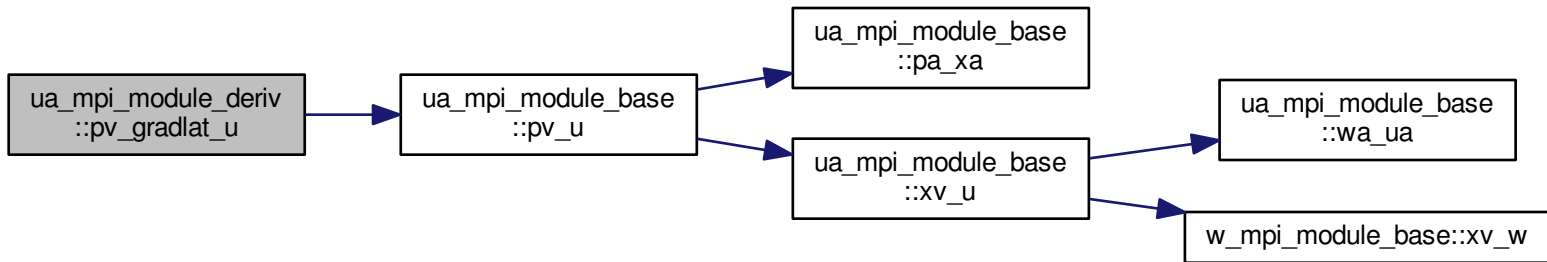 ua_mpi_module_deriv
::pv_gradlat_u
ua_mpi_module_base
::pv_u
ua_mpi_module_base
::pa_xa
ua_mpi_module_base
::xv_u
ua_mpi_module_base
::wa_ua
w_mpi_module_base::xv_w